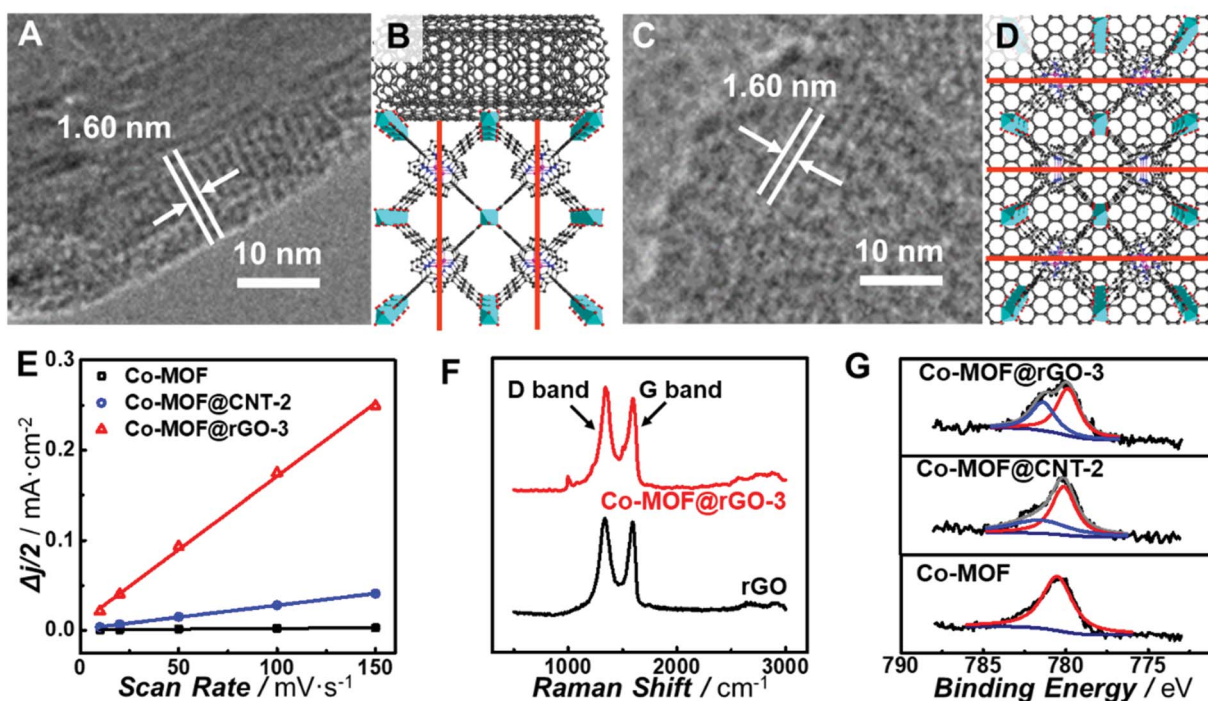 A
1.60 nm
10 nm
B
C
1.60 nm
10 nm
D
E
Co-MOF
Co-MOF@CNT-2
Co-MOF@rGO-3
0.3
0.2
0.1
0.0
Δj/2 / mA·cm⁻²
0
50
100
150
Scan Rate / mV·s⁻¹
F
D band
G band
Co-MOF@rGO-3
rGO
1000
2000
3000
Raman Shift / cm⁻¹
G
Co-MOF@rGO-3
Co-MOF@CNT-2
Co-MOF
790
785
780
775
Binding Energy / eV